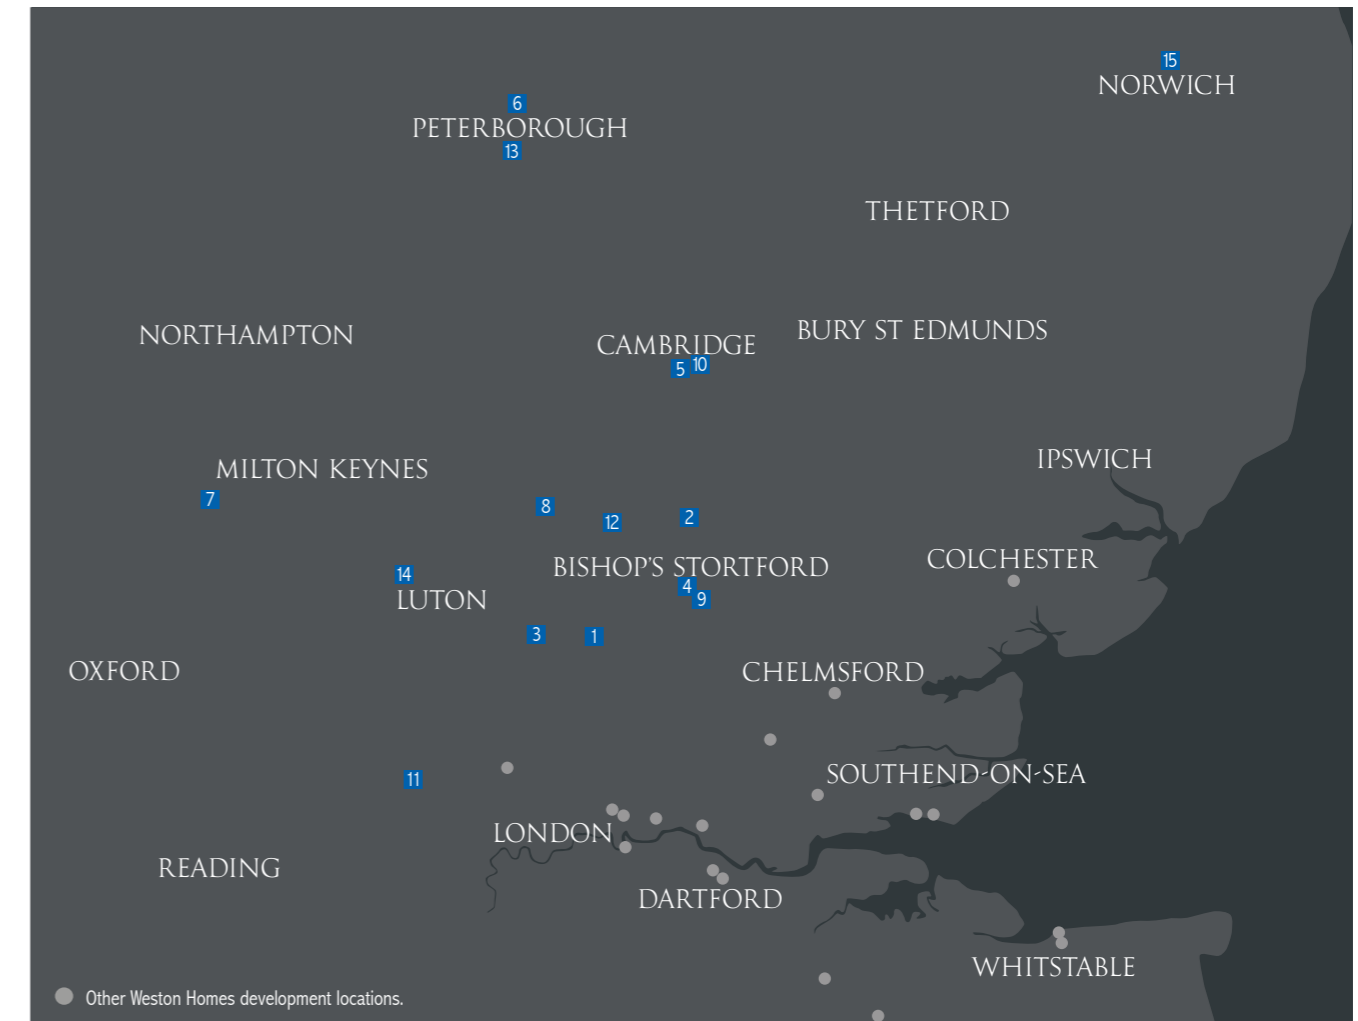 15
NORWICH
6
PETERBOROUGH
13
THETFORD
NORTHAMPTON
BURY ST EDMUNDS
CAMBRIDGE
5 10
IPSWICH
MILTON KEYNES
7
8
12
2
COLCHESTER
BISHOP'S STORTFORD
14
4
9
LUTON
3
1
OXFORD
CHELMSFORD
11
SOUTHEND-ON-SEA
LONDON
READING
DARTFORD
WHITSTABLE
Other Weston Homes development locations.